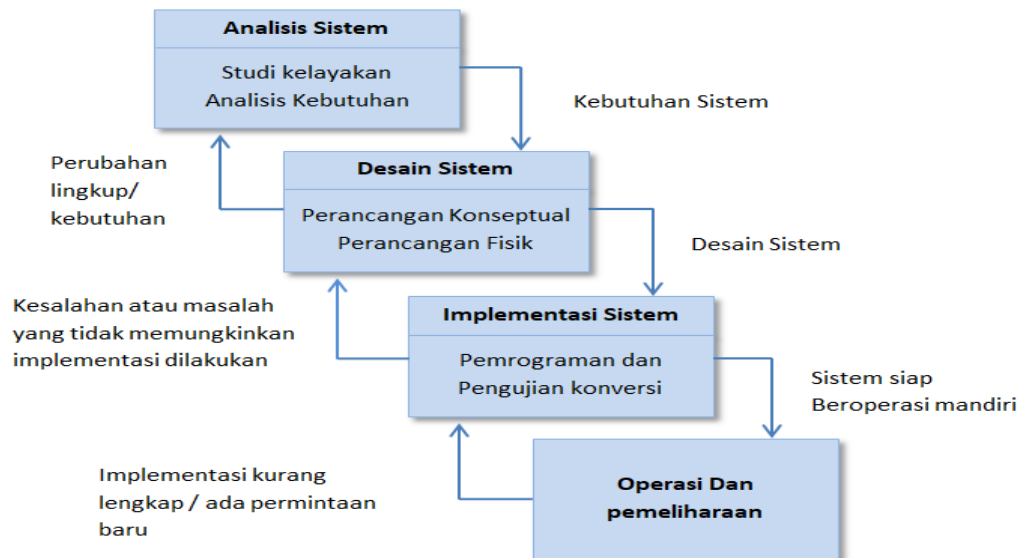 Analisis Sistem
Studi kelayakan
Analisis Kebutuhan
Kebutuhan Sistem
Perubahan
lingkup/
kebutuhan
Desain Sistem
Perancangan Konseptual
Perancangan Fisik
Desain Sistem
Kesalahan atau masalah
yang tidak memungkinkan
implementasi dilakukan
Implementasi Sistem
Pemrograman dan
Pengujian konversi
Sistem siap
Beroperasi mandiri
Implementasi kurang
lengkap / ada permintaan
baru
Operasi Dan
pemeliharaan